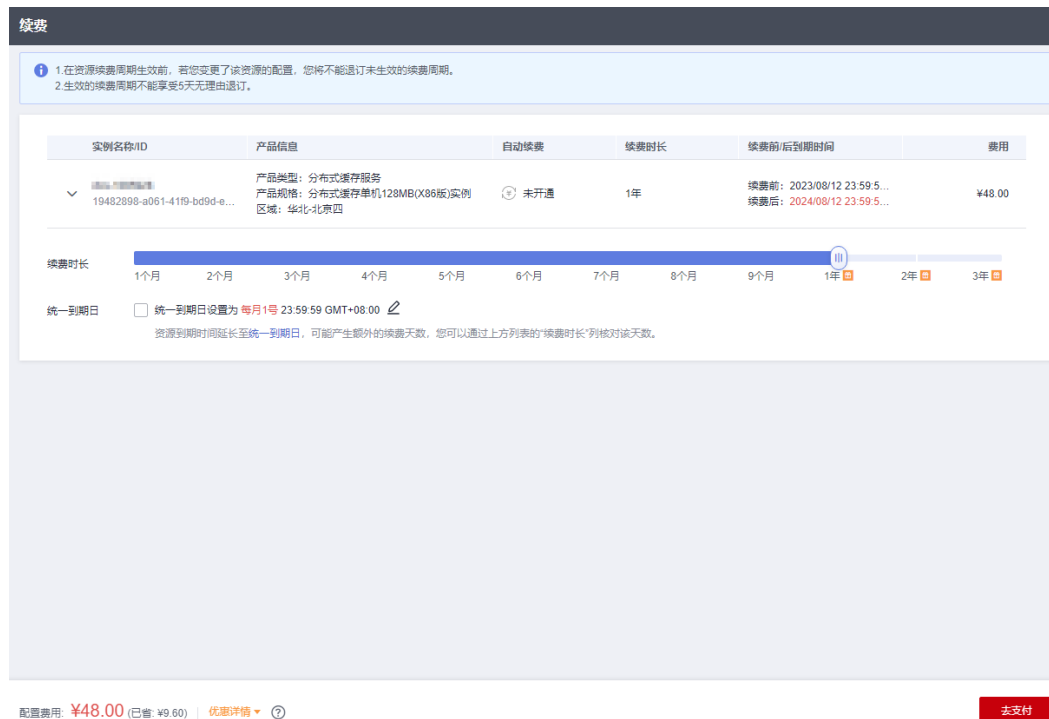 续费
1.在资源续费周期生效前，若您变更了该资源的配置，您将不能退订未生效的续费周期。
2.生效的续费周期不能享受5天无理由退订。
实例名称/ID 产品信息 自动续费 续费时长 续费前/后到期时间 费用
产品类型：分布式缓存服务
产品规格：分布式缓存单机128MB(X86版)实例
区域：华北-北京四
19482898-a061-41f9-bd9d-e...
未开通
1年
续费前：2023/08/12 23:59:5...
续费后：2024/08/12 23:59:5...
¥48.00
续费时长
1个月 2个月 3个月 4个月 5个月 6个月 7个月 8个月 9个月 1年 2年 3年
统一到期日 统一到期日设置为 每月1号 23:59:59 GMT+08:00
资源到期时间延长至统一到期日，可能产生额外的续费天数，您可以通过上方列表的“续费时长”列核对该天数。
配置费用: ¥48.00 (已省: ¥9.60) 优惠详情
去支付